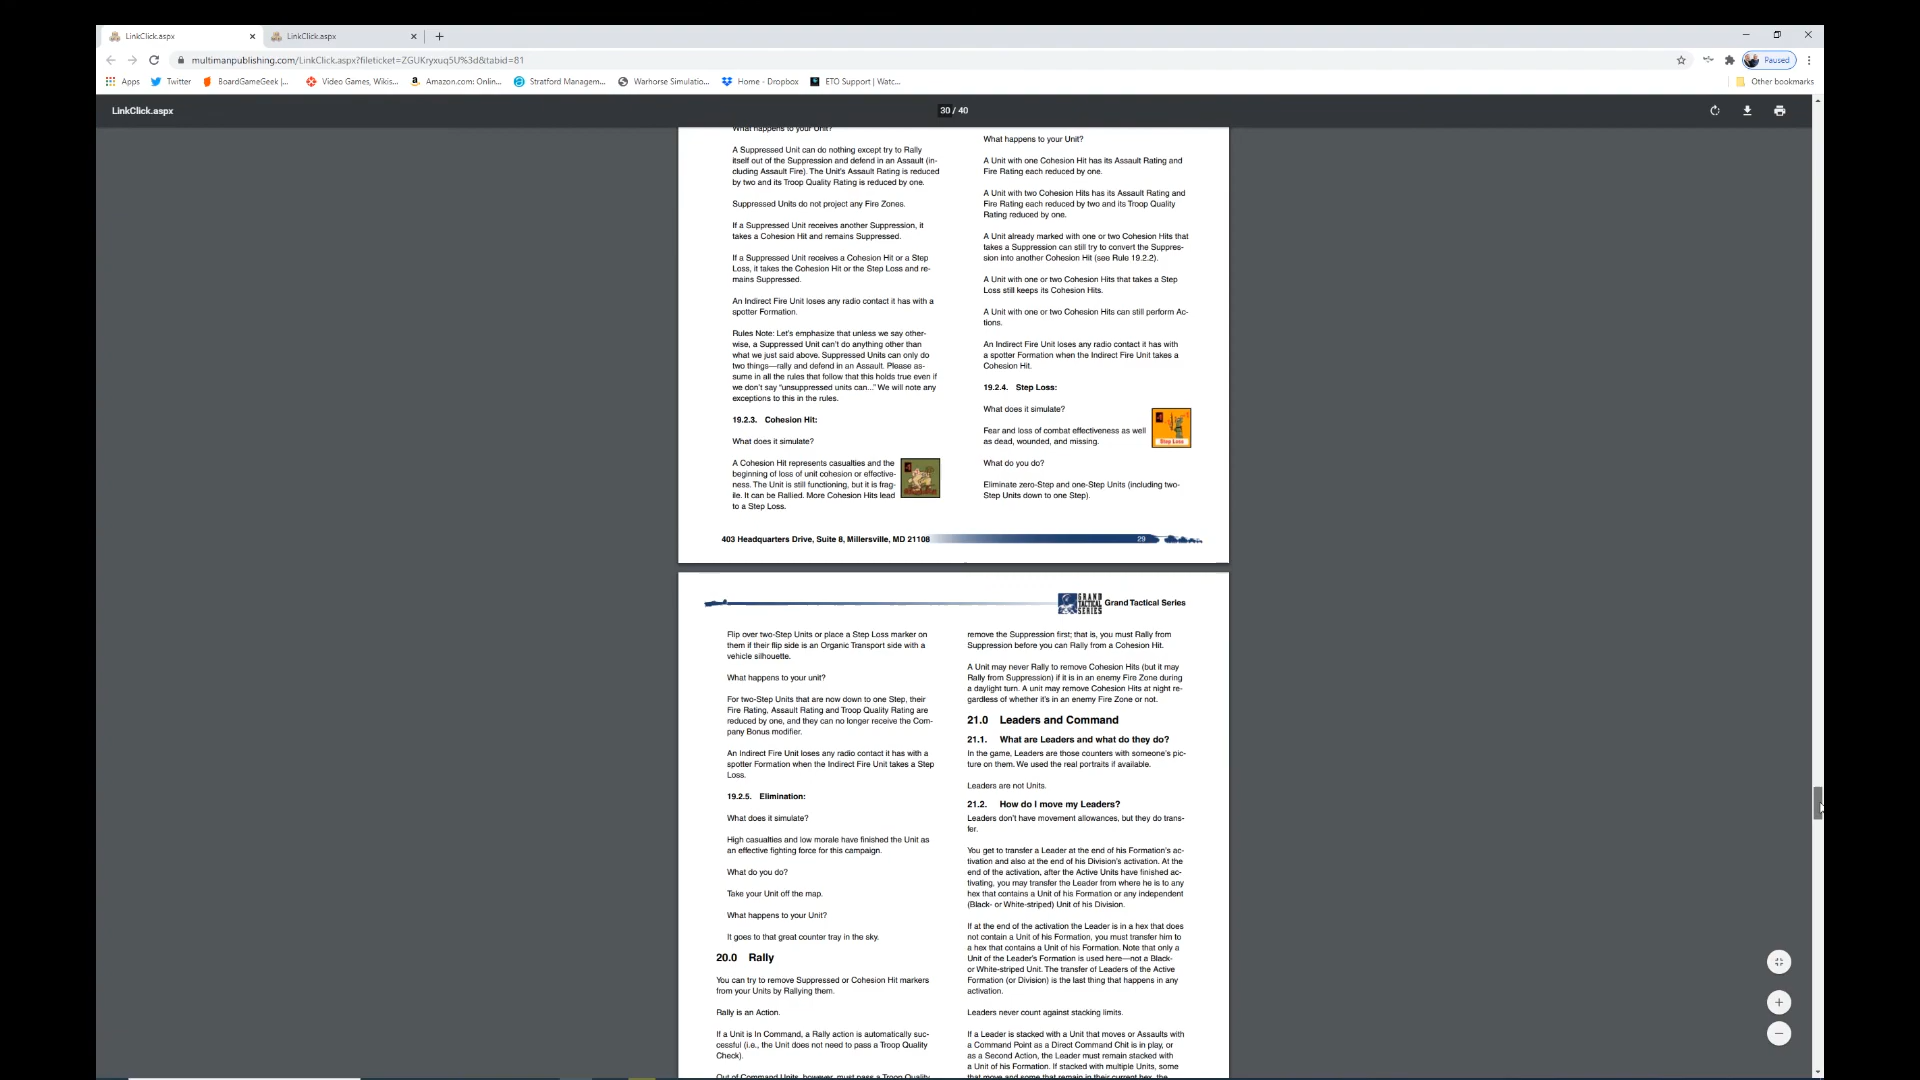 LinkClick.aspx
LinkClick.aspx
multimanpublishing.com/LinkClick.aspx?fileticket=ZGUKryxuq5U%3d&tabid=81
Paused
Apps
Twitter
BoardGameGeek |...
Video Games, Wikis...
Amazon.com: Onlin...
Stratford Managem...
Warhorse Simulatio...
Home - Dropbox
ETO Support | Watc...
Other bookmarks
LinkClick.aspx
30 / 40
What happens to your Unit?
A Suppressed Unit can do nothing except try to Rally
itself out of the Suppression and defend in an Assault (in-
cluding Assault Fire). The Unit's Assault Rating is reduced
by two and its Troop Quality Rating is reduced by one.
Suppressed Units do not project any Fire Zones.
If a Suppressed Unit receives another Suppression, it
takes a Cohesion Hit and remains Suppressed.
If a Suppressed Unit receives a Cohesion Hit or a Step
Loss, it takes the Cohesion Hit or the Step Loss and re-
mains Suppressed.
An Indirect Fire Unit loses any radio contact it has with a
spotter Formation.
Rules Note: Let's emphasize that unless we say other-
wise, a Suppressed Unit can't do anything other than
what we just said above. Suppressed Units can only do
two things—rally and defend in an Assault. Please as-
sume in all the rules that follow that this holds true even if
we don't say "unsuppressed units can..." We will note any
exceptions to this in the rules.
19.2.3. Cohesion Hit:
What does it simulate?
A Cohesion Hit represents casualties and the
beginning of loss of unit cohesion or effective-
ness. The Unit is still functioning, but it is frag-
ile. It can be Rallied. More Cohesion Hits lead
to a Step Loss.
What happens to your Unit?
A Unit with one Cohesion Hit has its Assault Rating and
Fire Rating each reduced by one.
A Unit with two Cohesion Hits has its Assault Rating and
Fire Rating each reduced by two and its Troop Quality
Rating reduced by one.
A Unit already marked with one or two Cohesion Hits that
takes a Suppression can still try to convert the Suppres-
sion into another Cohesion Hit (see Rule 19.2.2).
A Unit with one or two Cohesion Hits that takes a Step
Loss still keeps its Cohesion Hits.
A Unit with one or two Cohesion Hits can still perform Ac-
tions.
An Indirect Fire Unit loses any radio contact it has with
a spotter Formation when the Indirect Fire Unit takes a
Cohesion Hit.
19.2.4. Step Loss:
What does it simulate?
Fear and loss of combat effectiveness as well
as dead, wounded, and missing.
Step Loss
What do you do?
Eliminate zero-Step and one-Step Units (including two-
Step Units down to one Step).
403 Headquarters Drive, Suite 8, Millersville, MD 21108
29
GRAND
TACTICAL
SERIES
Grand Tactical Series
Flip over two-Step Units or place a Step Loss marker on
them if their flip side is an Organic Transport side with a
vehicle silhouette.
What happens to your unit?
For two-Step Units that are now down to one Step, their
Fire Rating, Assault Rating and Troop Quality Rating are
reduced by one, and they can no longer receive the Com-
pany Bonus modifier.
An Indirect Fire Unit loses any radio contact it has with a
spotter Formation when the Indirect Fire Unit takes a Step
Loss.
19.2.5. Elimination:
What does it simulate?
High casualties and low morale have finished the Unit as
an effective fighting force for this campaign.
What do you do?
Take your Unit off the map.
What happens to your Unit?
It goes to that great counter tray in the sky.
20.0 Rally
You can try to remove Suppressed or Cohesion Hit markers
from your Units by Rallying them.
Rally is an Action.
If a Unit is In Command, a Rally action is automatically suc-
cessful (i.e., the Unit does not need to pass a Troop Quality
Check).
Out of Command Units, however, must pass a Troop Quality
remove the Suppression first; that is, you must Rally from
Suppression before you can Rally from a Cohesion Hit.
A Unit may never Rally to remove Cohesion Hits (but it may
Rally from Suppression) if it is in an enemy Fire Zone during
a daylight turn. A unit may remove Cohesion Hits at night re-
gardless of whether it's in an enemy Fire Zone or not.
21.0 Leaders and Command
21.1. What are Leaders and what do they do?
In the game, Leaders are those counters with someone's pic-
ture on them. We used the real portraits if available.
Leaders are not Units.
21.2. How do I move my Leaders?
Leaders don't have movement allowances, but they do trans-
fer.
You get to transfer a Leader at the end of his Formation's ac-
tivation and also at the end of his Division's activation. At the
end of the activation, after the Active Units have finished ac-
tivating, you may transfer the Leader from where he is to any
hex that contains a Unit of his Formation or any independent
(Black- or White-striped) Unit of his Division.
If at the end of the activation the Leader is in a hex that does
not contain a Unit of his Formation, you must transfer him to
a hex that contains a Unit of his Formation. Note that only a
Unit of the Leader's Formation is used here—not a Black-
or White-striped Unit. The transfer of Leaders of the Active
Formation (or Division) is the last thing that happens in any
activation.
Leaders never count against stacking limits.
If a Leader is stacked with a Unit that moves or Assaults with
a Command Point as a Direct Command Chit is in play, or
as a Second Action, the Leader must remain stacked with
a Unit of his Formation. If stacked with multiple Units, some
that move and some that remain in their current hex, the